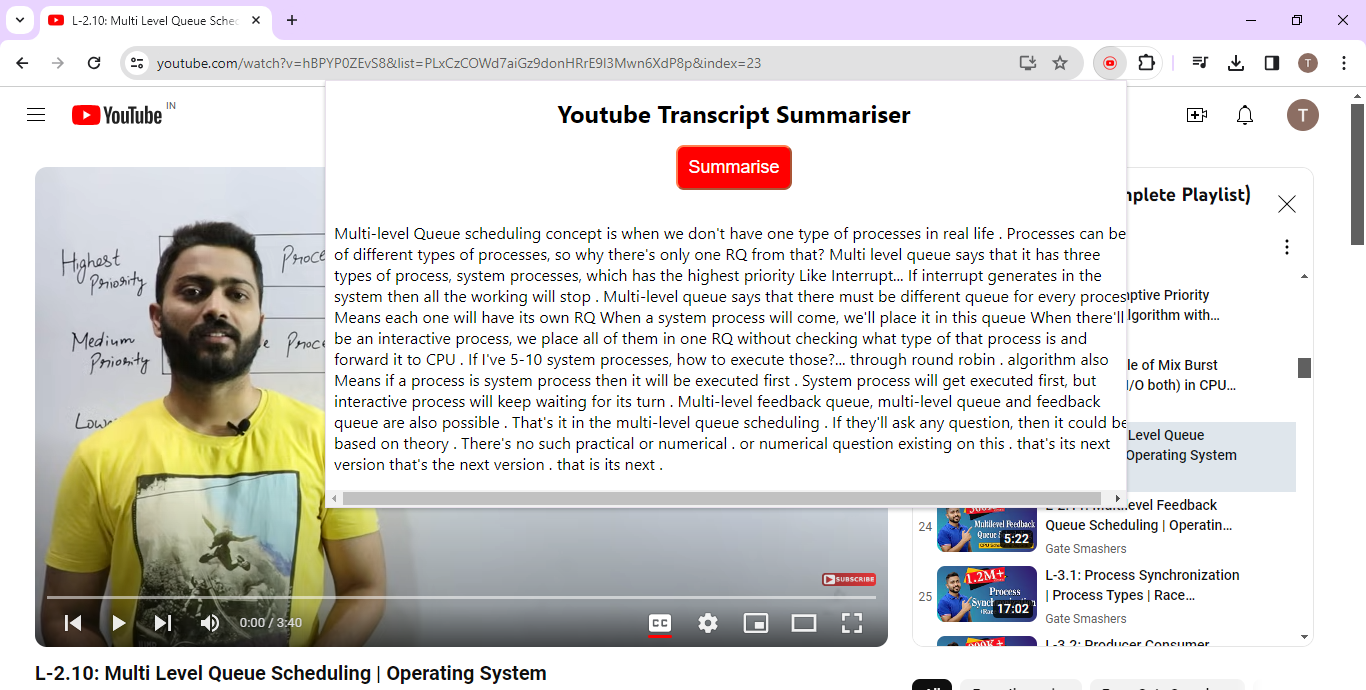 L-2.10: Multi Level Queue Sched
youtube.com/watch?v=hBPYP0ZEvS8&list=PLxCzCOWd7aiGz9donHRrE9I3Mwn6XdP8p&index=23
T
YouTube IN
T
Youtube Transcript Summariser
Summarise
Multi-level Queue scheduling concept is when we don't have one type of processes in real life . Processes can be
of different types of processes, so why there's only one RQ from that? Multi level queue says that it has three
types of process, system processes, which has the highest priority Like Interrupt... If interrupt generates in the
system then all the working will stop . Multi-level queue says that there must be different queue for every proces
Means each one will have its own RQ When a system process will come, we'll place it in this queue When there'll
be an interactive process, we place all of them in one RQ without checking what type of that process is and
forward it to CPU . If I've 5-10 system processes, how to execute those?... through round robin . algorithm also
Means if a process is system process then it will be executed first . System process will get executed first, but
interactive process will keep waiting for its turn . Multi-level feedback queue, multi-level queue and feedback
queue are also possible . That's it in the multi-level queue scheduling . If they'll ask any question, then it could be
based on theory . There's no such practical or numerical . or numerical question existing on this . that's its next
version that's the next version . that is its next .
Highest
Priority
Proce
Medium
Priority
e Proce
Low
SUBSCRIBE
0:00 / 3:40
CC
L-2.10: Multi Level Queue Scheduling | Operating System
mplete Playlist)
ptive Priority
lgorithm with...
le of Mix Burst
I/O both) in CPU...
Level Queue
Operating System
24
Multilevel Feedback
5:22
L-2.11: Multilevel Feedback
Queue Scheduling | Operatin...
Gate Smashers
25
1.2M+
Process
17:02
L-3.1: Process Synchronization
| Process Types | Race...
Gate Smashers
L-3.2: Producer Consumer
All